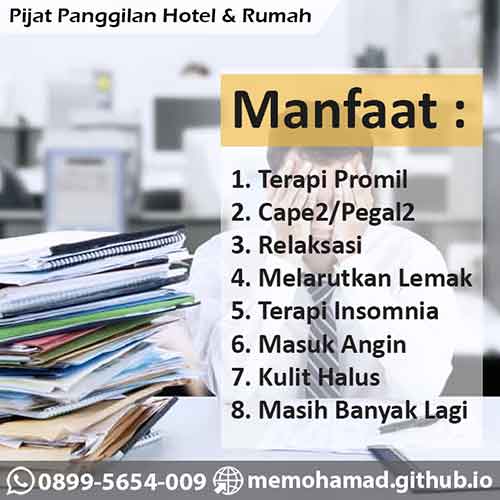 Pijat Panggilan Hotel & Rumah
Manfaat :
1. Terapi Promil
2. Cape2/Pegal2
3. Relaksasi
4. Melarutkan Lemak
5. Terapi Insomnia
6. Masuk Angin
7. Kulit Halus
8. Masih Banyak Lagi
0899-5654-009 memohamad.github.io